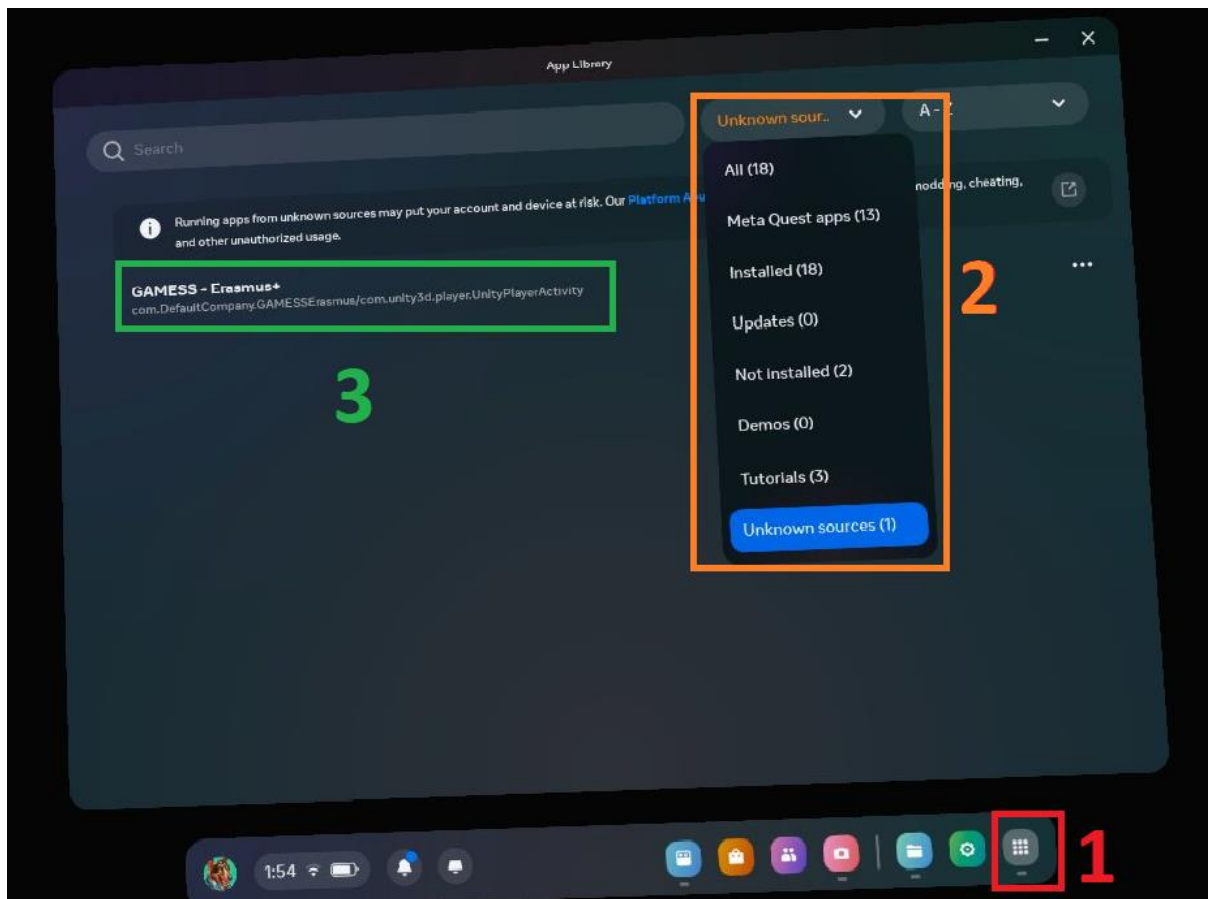 App Library
Search
Unknown sour..
A - Z
Running apps from unknown sources may put your account and device at risk. Our Platform
modding, cheating,
and other unauthorized usage.
GAMESS - Erasmus+
com.DefaultCompany.GAMESSErasmus/com.unity3d.player.UnityPlayerActivity
All (18)
Meta Quest apps (13)
Installed (18)
Updates (0)
Not Installed (2)
Demos (0)
Tutorials (3)
Unknown sources (1)
2
3
1:54
1